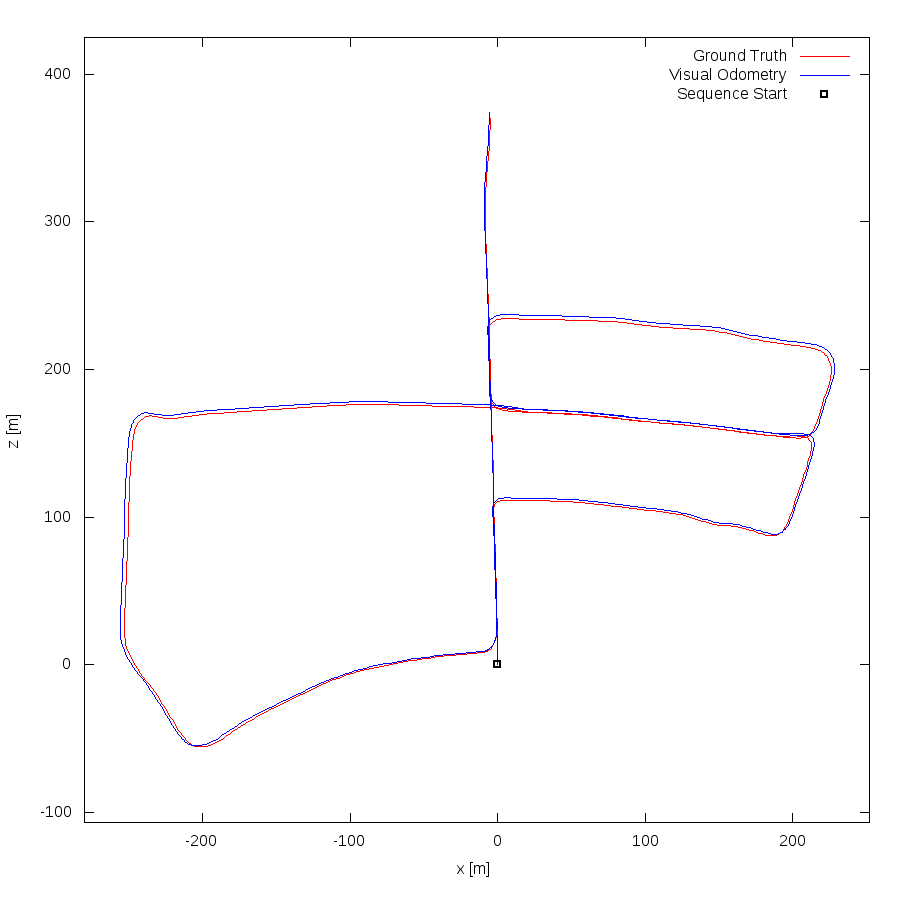 Ground Truth
Visual Odometry
Sequence Start
400
300
200
100
0
-100
z [m]
-200
-100
0
100
200
x [m]